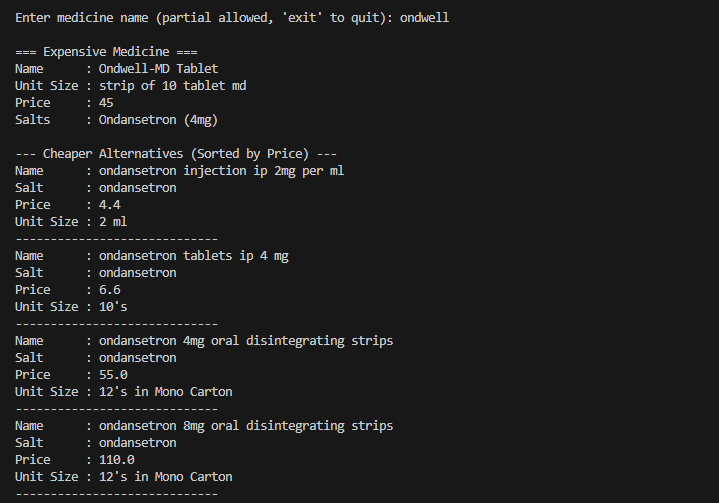 Enter medicine name (partial allowed, 'exit' to quit): ondwell
=== Expensive Medicine ===
Name      : Ondwell-MD Tablet
Unit Size : strip of 10 tablet md
Price     : 45
Salts     : Ondansetron (4mg)
--- Cheaper Alternatives (Sorted by Price) ---
Name      : ondansetron injection ip 2mg per ml
Salt      : ondansetron
Price     : 4.4
Unit Size : 2 ml
-----------------------------
Name      : ondansetron tablets ip 4 mg
Salt      : ondansetron
Price     : 6.6
Unit Size : 10's
-----------------------------
Name      : ondansetron 4mg oral disintegrating strips
Salt      : ondansetron
Price     : 55.0
Unit Size : 12's in Mono Carton
-----------------------------
Name      : ondansetron 8mg oral disintegrating strips
Salt      : ondansetron
Price     : 110.0
Unit Size : 12's in Mono Carton
-----------------------------